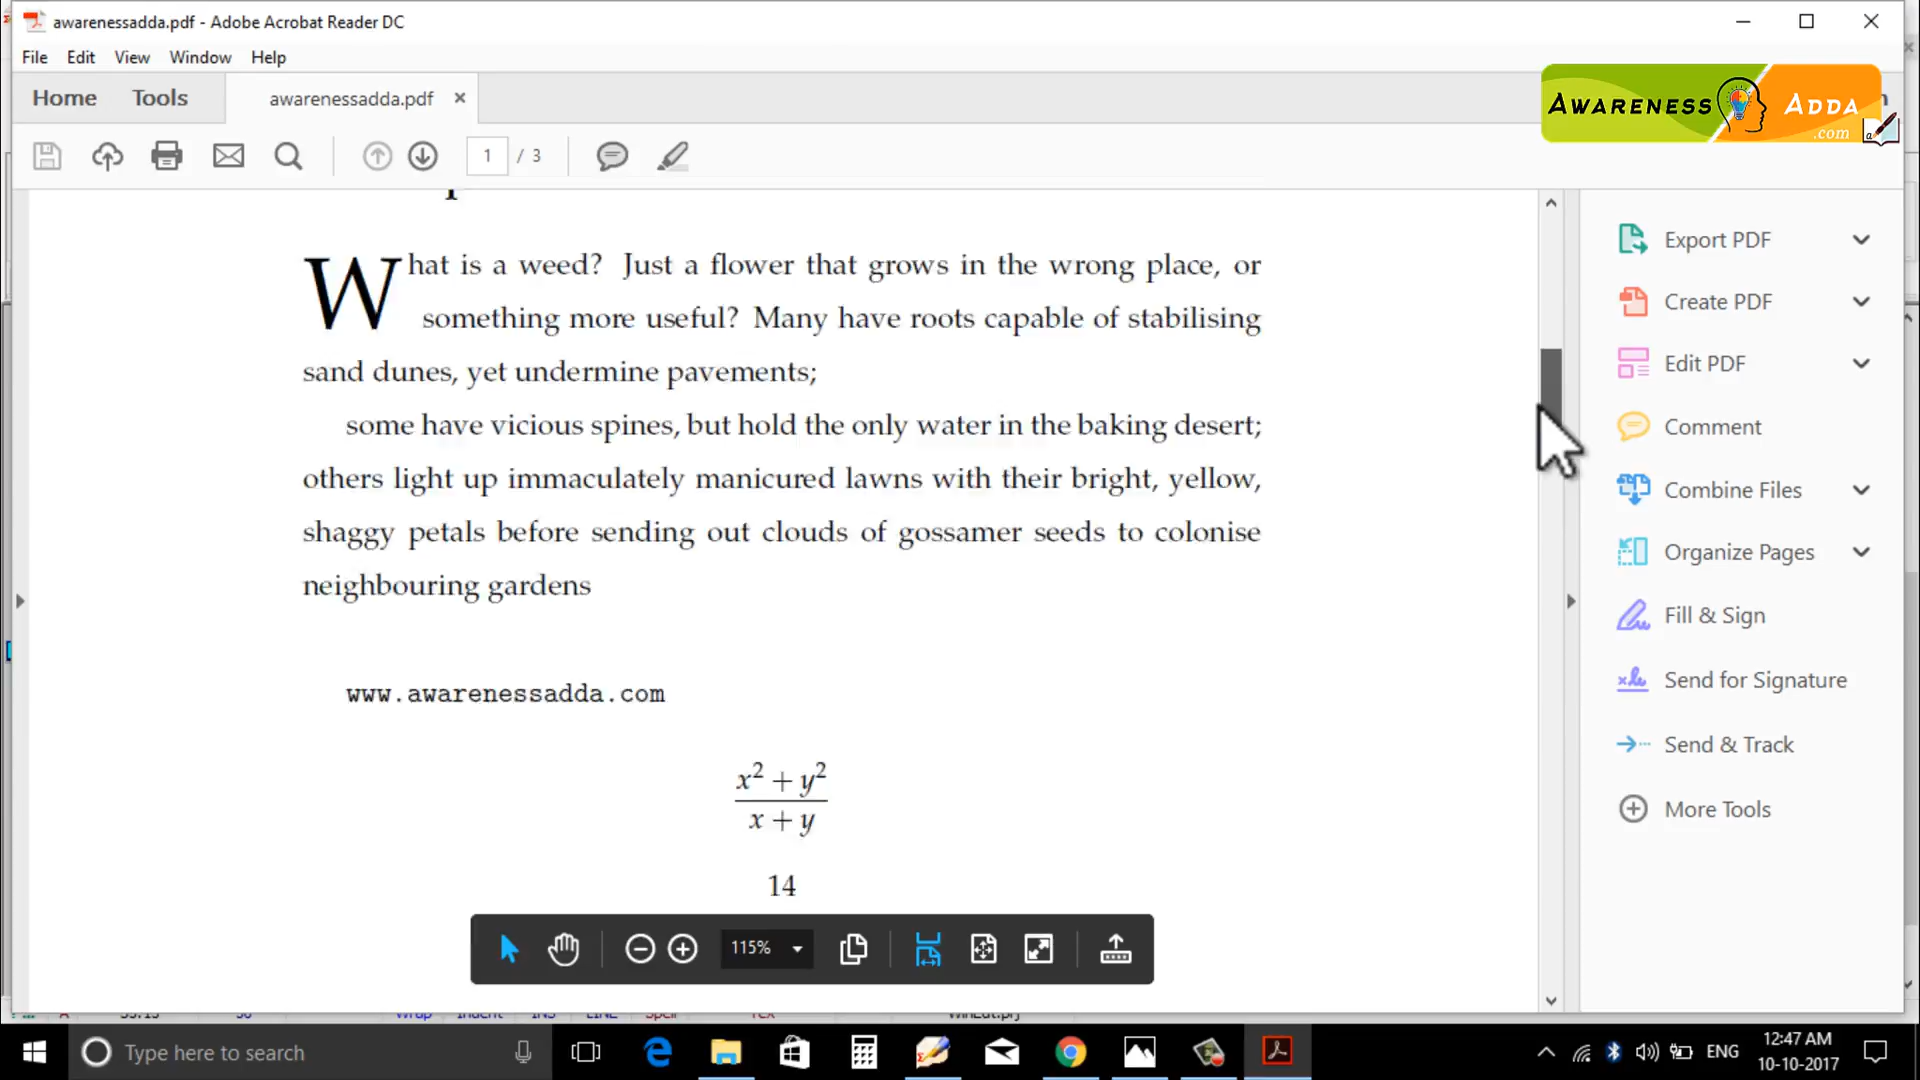 awarenessadda.pdf - Adobe Acrobat Reader DC
File Edit View Window Help
Home Tools awarenessadda.pdf
AWARENESS ADDA
.com
1 / 3
What is a weed? Just a flower that grows in the wrong place, or
something more useful? Many have roots capable of stabilising
sand dunes, yet undermine pavements;
some have vicious spines, but hold the only water in the baking desert;
others light up immaculately manicured lawns with their bright, yellow,
shaggy petals before sending out clouds of gossamer seeds to colonise
neighbouring gardens
www.awarenessadda.com
x² + y²
x + y
14
Export PDF
Create PDF
Edit PDF
Comment
Combine Files
Organize Pages
Fill & Sign
Send for Signature
Send & Track
More Tools
115%
Type here to search
ENG
12:47 AM
10-10-2017